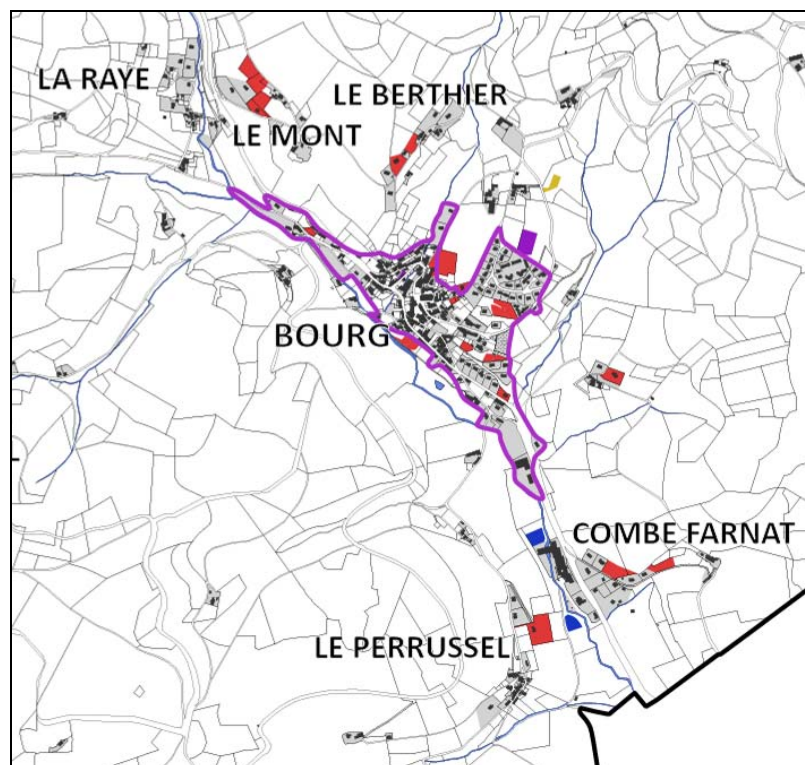 LA RAYE
LE BERTHIER
LE MONT
BOURG
COMBE FARNAT
LE PERRUSSEL